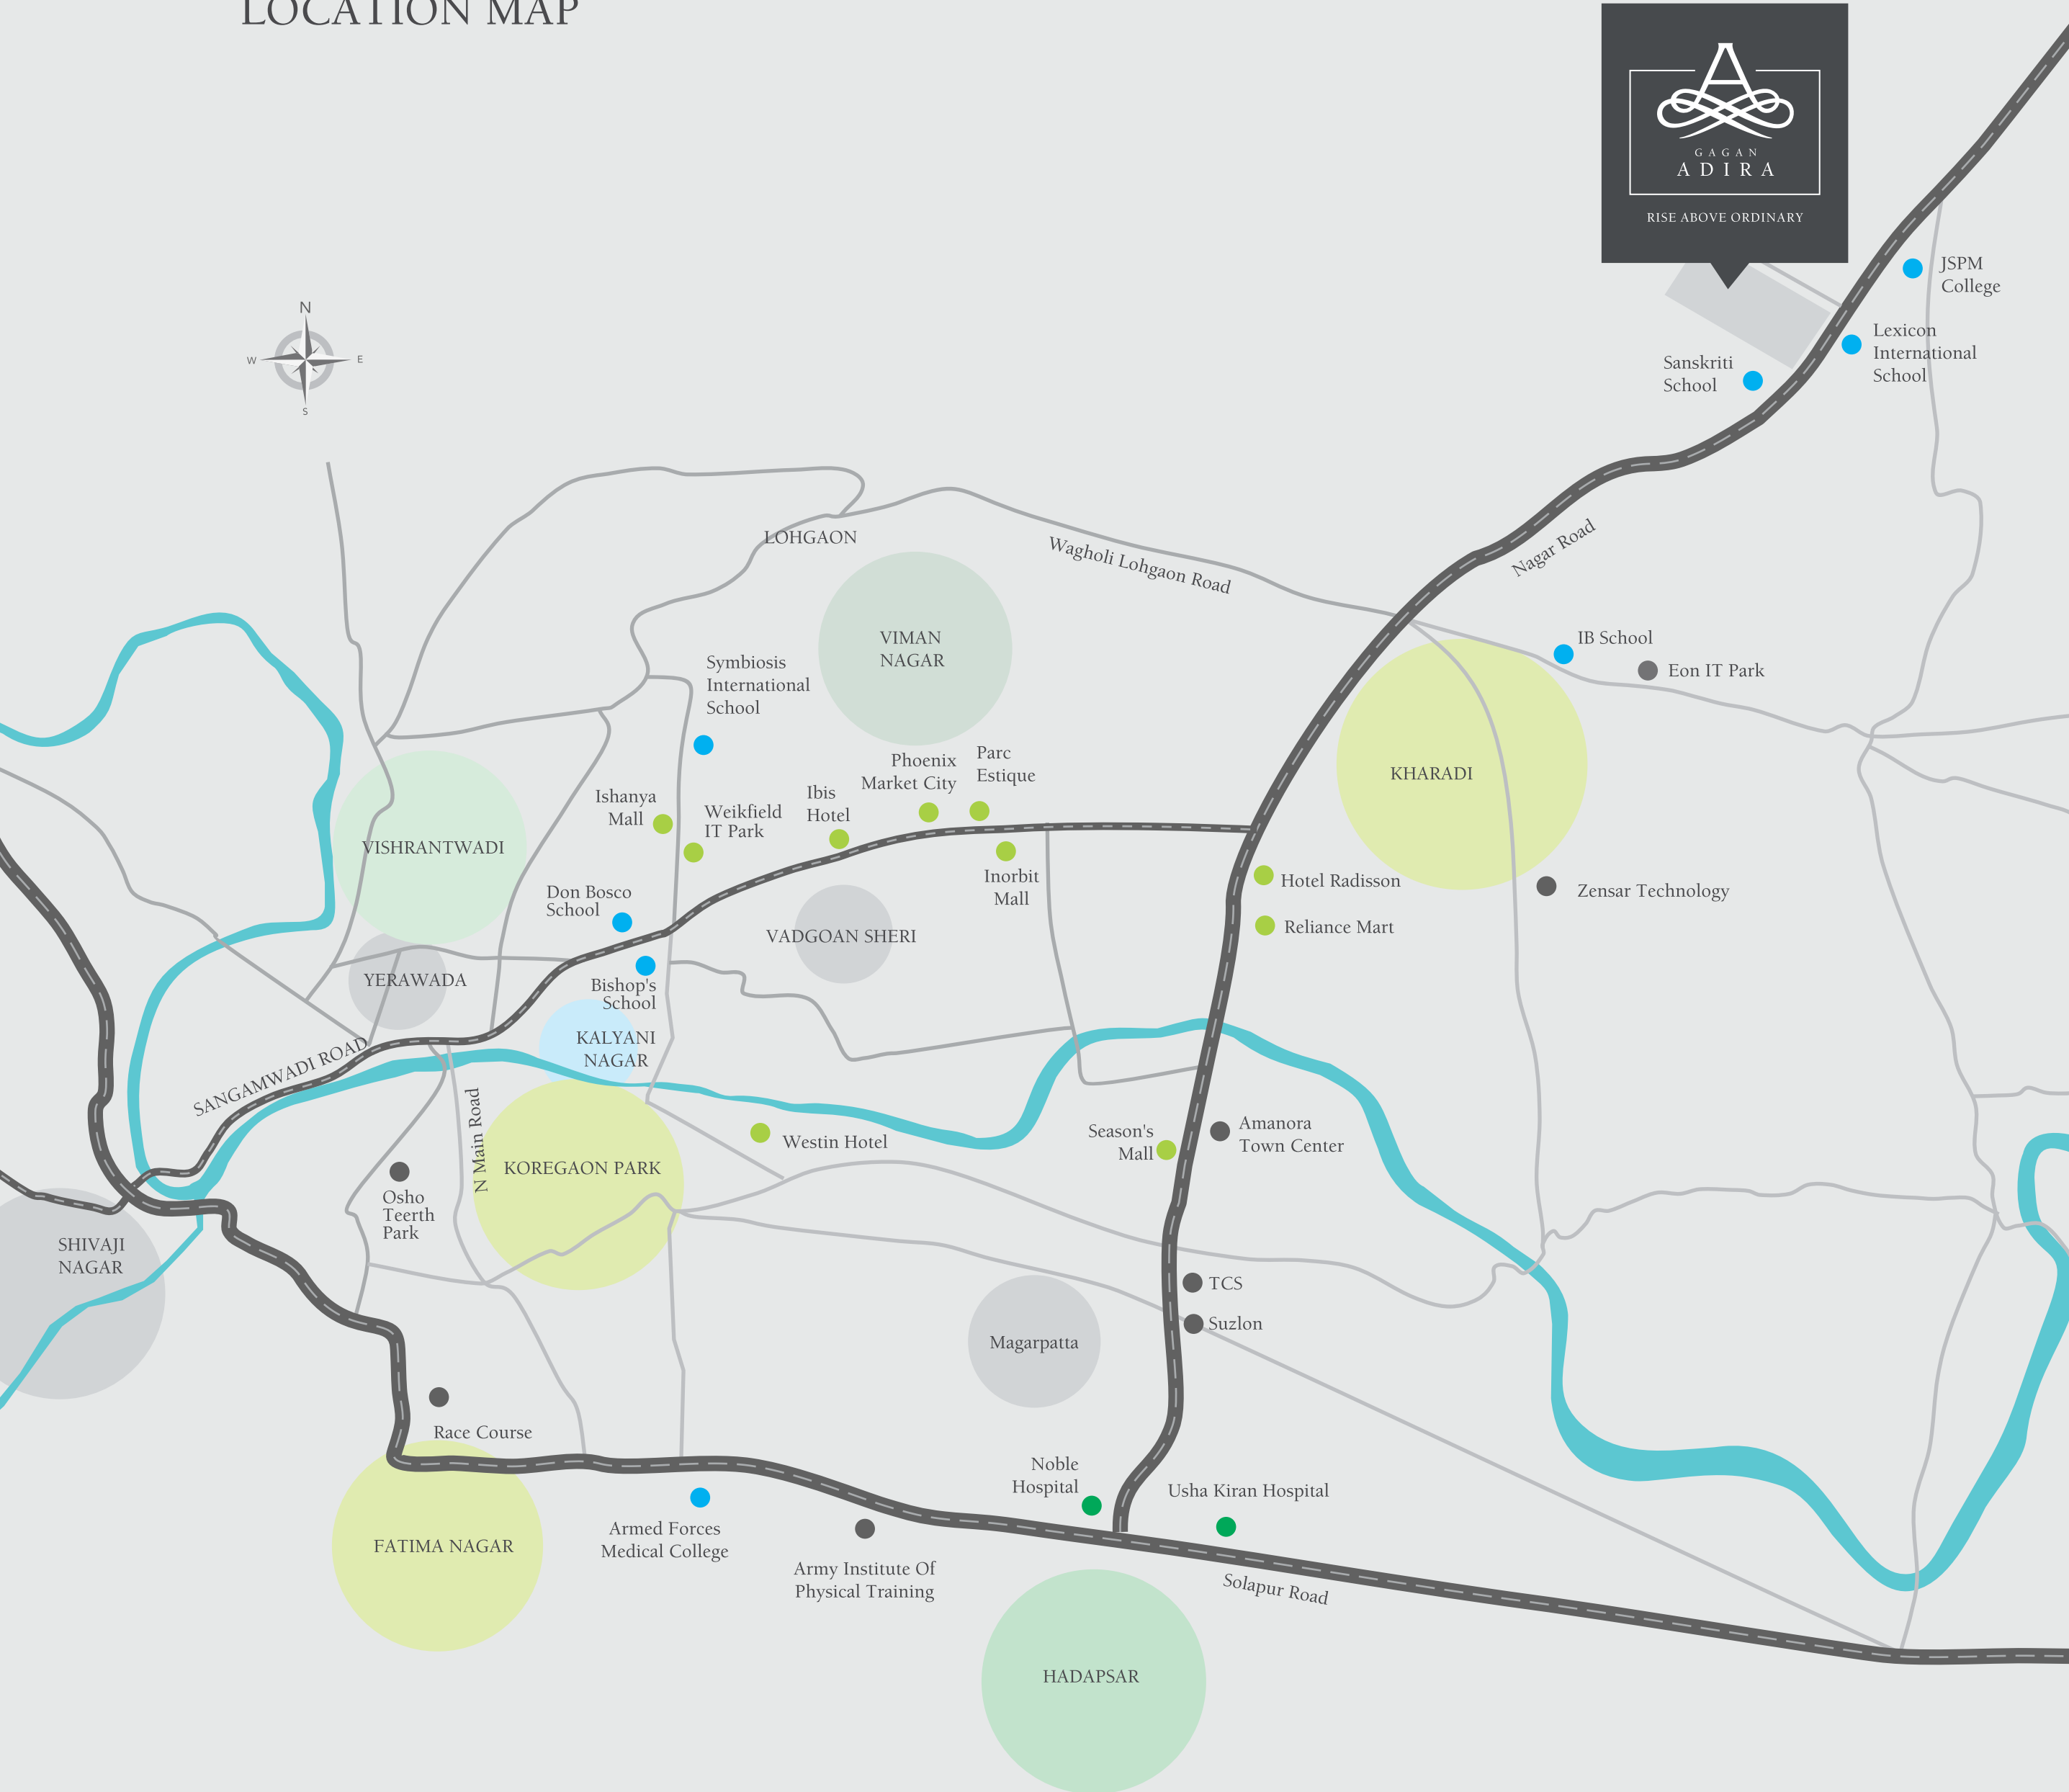 LOCATION MAP
GAGAN
ADIRA
RISE ABOVE ORDINARY
JSPM
College
Lexicon
International
School
Sanskriti
School
N
W
E
S
LOHGAON
Wagholi Lohgaon Road
Nagar Road
VIMAN
NAGAR
IB School
Eon IT Park
Symbiosis
International
School
Phoenix
Market City
Parc
Estique
KHARADI
Ishanya
Mall
Weikfield
IT Park
Ibis
Hotel
VISHRANTWADI
Inorbit
Mall
Hotel Radisson
Zensar Technology
Don Bosco
School
Reliance Mart
VADGOAN SHERI
YERAWADA
Bishop's
School
KALYANI
NAGAR
SANGAMWADI ROAD
N Main Road
Westin Hotel
Season's
Mall
Amanora
Town Center
KOREGAON PARK
Osho
Teerth
Park
SHIVAJI
NAGAR
TCS
Suzlon
Magarpatta
Race Course
Noble
Hospital
Usha Kiran Hospital
Armed Forces
Medical College
FATIMA NAGAR
Army Institute Of
Physical Training
Solapur Road
HADAPSAR